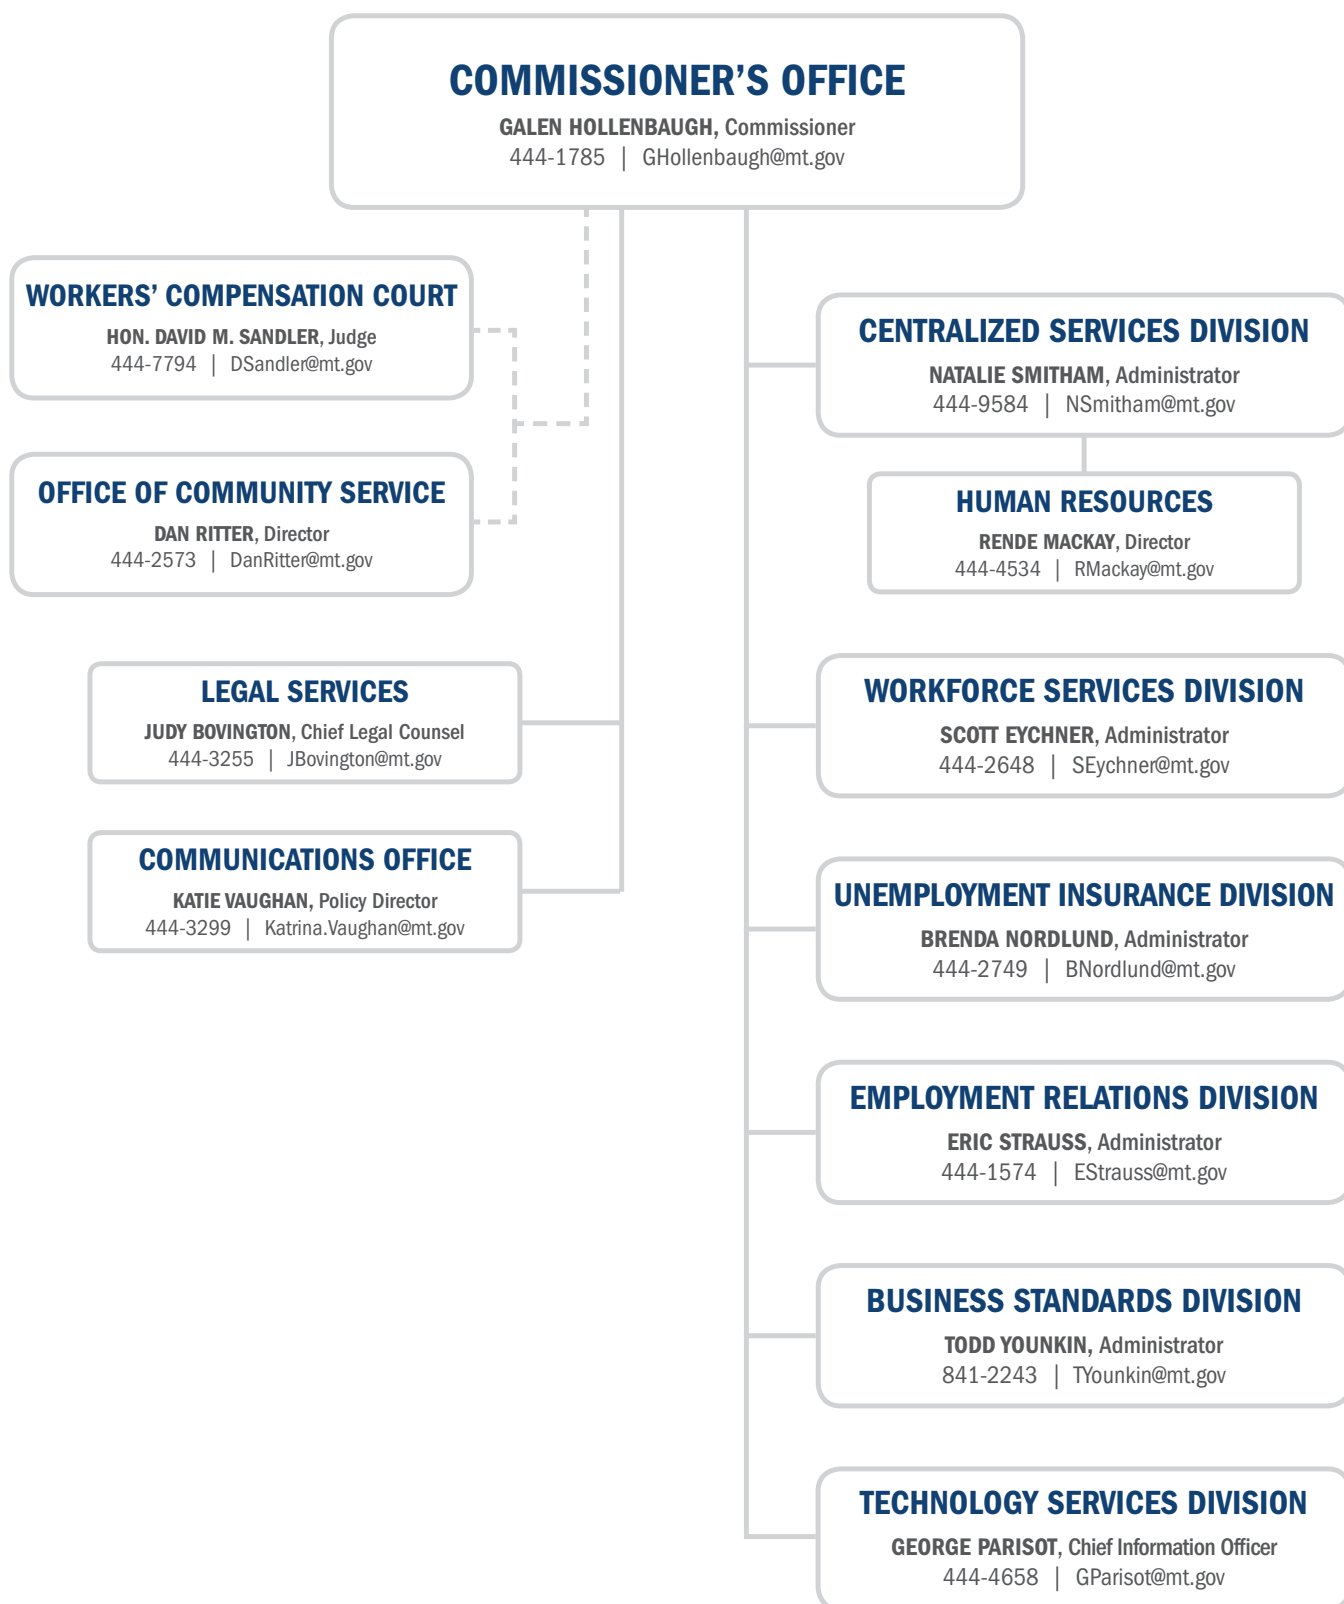 COMMISSIONER’S OFFICE
GALEN HOLLENBAUGH, Commissioner
444-1785 | GHollenbaugh@mt.gov
WORKERS’ COMPENSATION COURT
HON. DAVID M. SANDLER, Judge
444-7794 | DSandler@mt.gov
OFFICE OF COMMUNITY SERVICE
DAN RITTER, Director
444-2573 | DanRitter@mt.gov
LEGAL SERVICES
JUDY BOVINGTON, Chief Legal Counsel
444-3255 | JBovington@mt.gov
COMMUNICATIONS OFFICE
KATIE VAUGHAN, Policy Director
444-3299 | Katrina.Vaughan@mt.gov
CENTRALIZED SERVICES DIVISION
NATALIE SMITHAM, Administrator
444-9584 | NSmitham@mt.gov
HUMAN RESOURCES
RENDE MACKAY, Director
444-4534 | RMackay@mt.gov
WORKFORCE SERVICES DIVISION
SCOTT EYCHNER, Administrator
444-2648 | SEychner@mt.gov
UNEMPLOYMENT INSURANCE DIVISION
BRENDA NORDLUND, Administrator
444-2749 | BNordlund@mt.gov
EMPLOYMENT RELATIONS DIVISION
ERIC STRAUSS, Administrator
444-1574 | EStrauss@mt.gov
BUSINESS STANDARDS DIVISION
TODD YOUNKIN, Administrator
841-2243 | TYounkin@mt.gov
TECHNOLOGY SERVICES DIVISION
GEORGE PARISOT, Chief Information Officer
444-4658 | GParisot@mt.gov